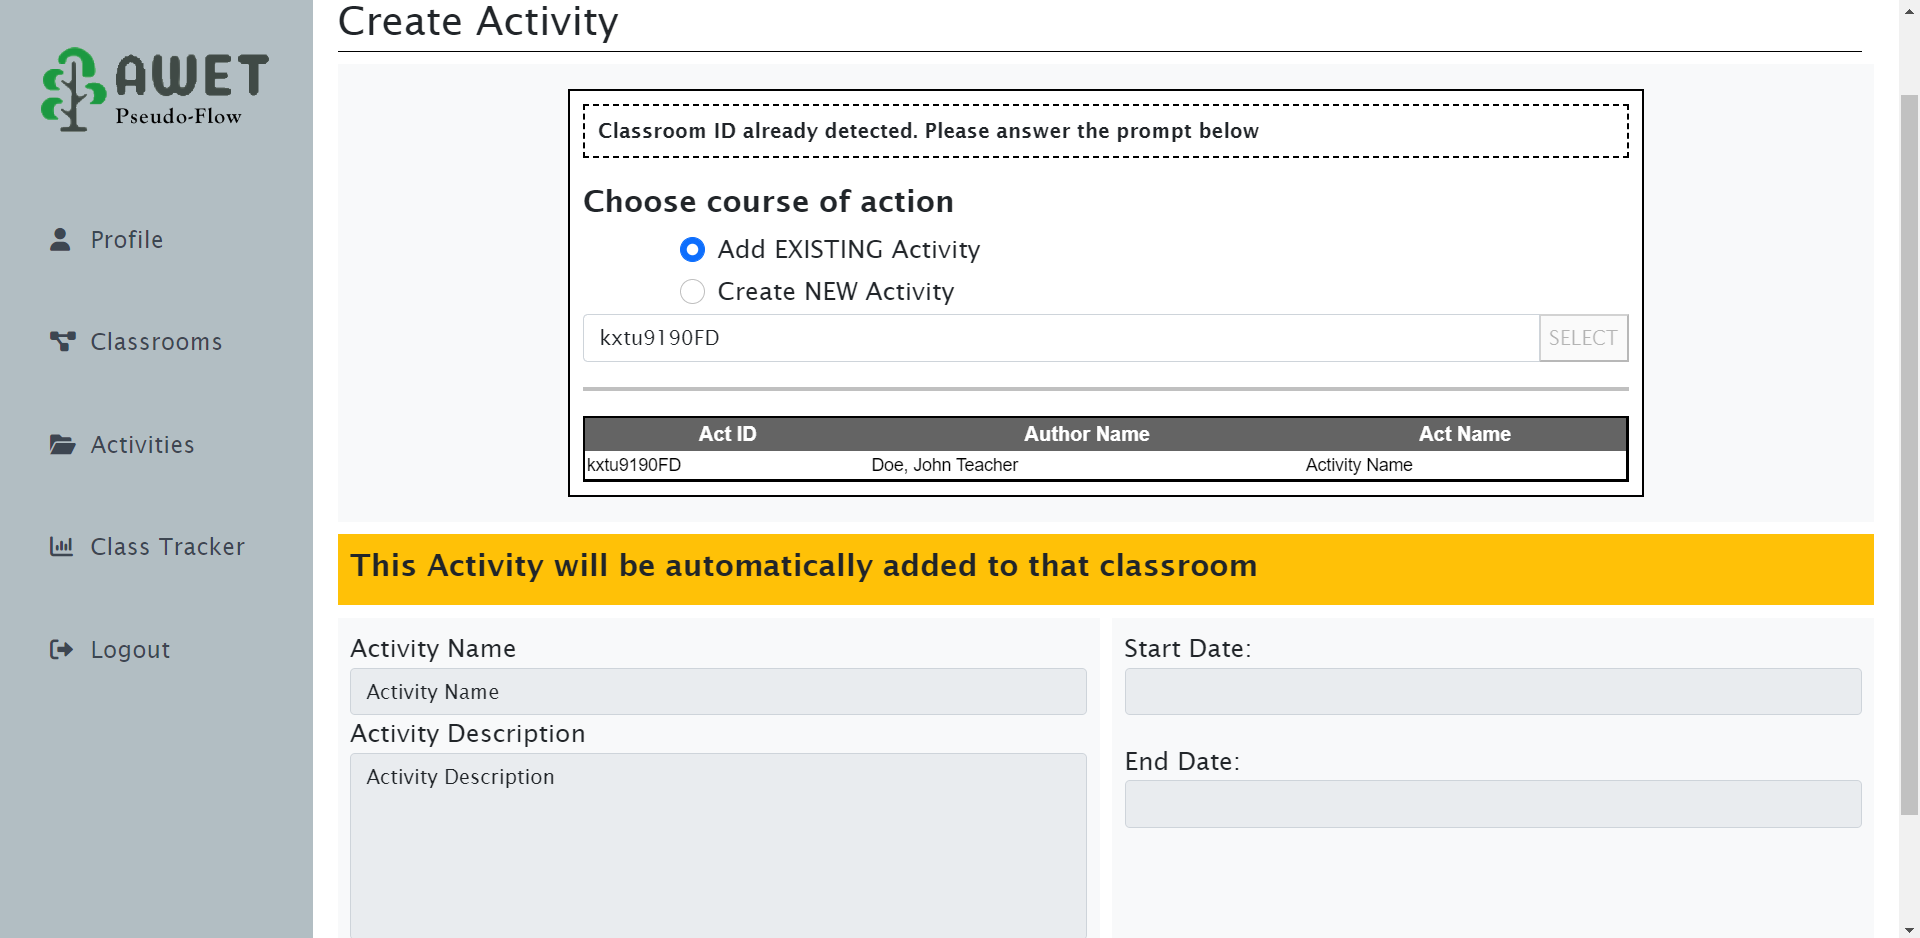 AWET
Pseudo-Flow
Profile
Classrooms
Activities
Class Tracker
Logout
Create Activity
Classroom ID already detected. Please answer the prompt below
Choose course of action
Add EXISTING Activity
Create NEW Activity
kxtu9190FD SELECT
Act ID Author Name Act Name
kxtu9190FD Doe, John Teacher Activity Name
This Activity will be automatically added to that classroom
Activity Name
Activity Name
Activity Description
Activity Description
Start Date:
End Date: